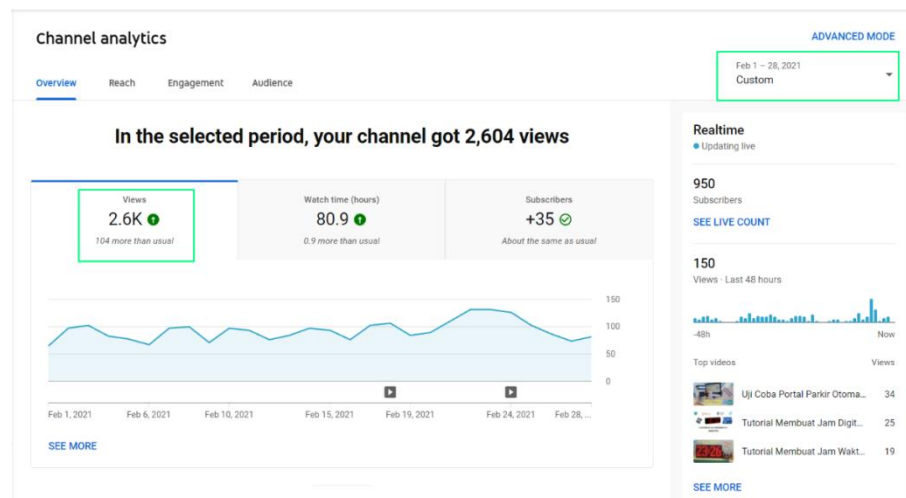 Channel analytics
ADVANCED MODE
Feb 1 – 28, 2021
Custom
Overview Reach Engagement Audience
In the selected period, your channel got 2,604 views
Views
2.6K
104 more than usual
Watch time (hours)
80.9
0.9 more than usual
Subscribers
+35
About the same as usual
150
100
50
0
Feb 1, 2021 Feb 6, 2021 Feb 10, 2021 Feb 15, 2021 Feb 19, 2021 Feb 24, 2021 Feb 28, ...
SEE MORE
Realtime
Updating live
950
Subscribers
SEE LIVE COUNT
150
Views · Last 48 hours
-48h Now
Top videos Views
Uji Coba Portal Parkir Otoma... 34
Tutorial Membuat Jam Digit... 25
23:26
Tutorial Membuat Jam Wakt... 19
SEE MORE